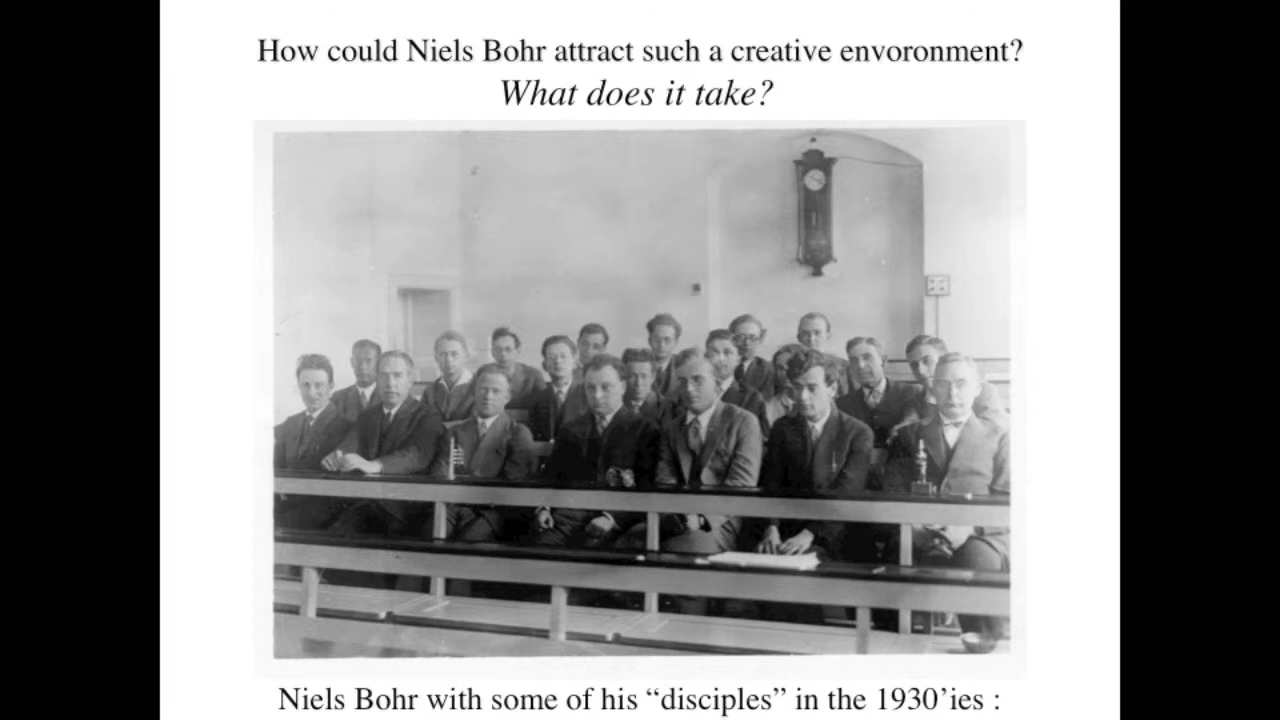 How could Niels Bohr attract such a creative envoronment?
What does it take?
Niels Bohr with some of his “disciples” in the 1930’ies :